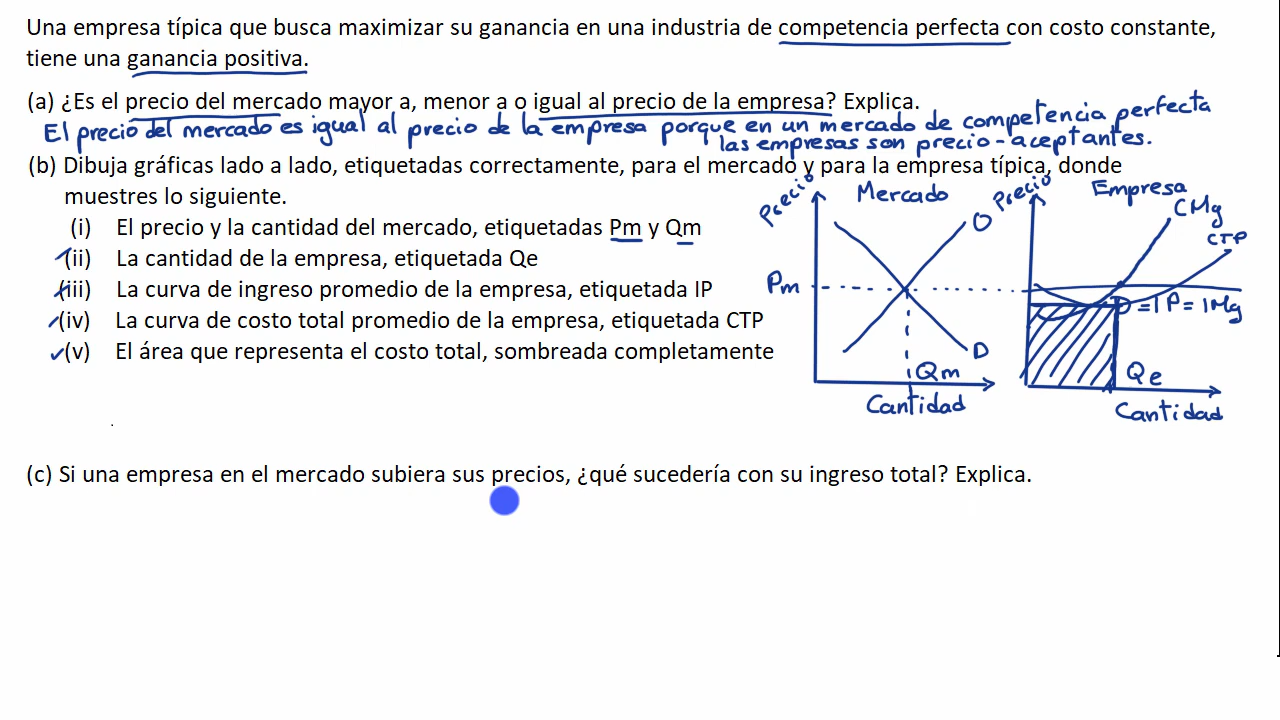 Una empresa típica que busca maximizar su ganancia en una industria de competencia perfecta con costo constante,
tiene una ganancia positiva.
(a) ¿Es el precio del mercado mayor a, menor a o igual al precio de la empresa? Explica.
El precio del mercado es igual al precio de la empresa porque en un mercado de competencia perfecta
las empresas son precio-aceptantes.
(b) Dibuja gráficas lado a lado, etiquetadas correctamente, para el mercado y para la empresa típica, donde
muestres lo siguiente.
(i) El precio y la cantidad del mercado, etiquetadas Pm y Qm
(ii) La cantidad de la empresa, etiquetada Qe
(iii) La curva de ingreso promedio de la empresa, etiquetada IP
(iv) La curva de costo total promedio de la empresa, etiquetada CTP
(v) El área que representa el costo total, sombreada completamente
Precio
Mercado
O
Pm
D
Qm
Cantidad
Precio
Empresa
CMg
CTP
D=IP=IMg
Qe
Cantidad
(c) Si una empresa en el mercado subiera sus precios, ¿qué sucedería con su ingreso total? Explica.